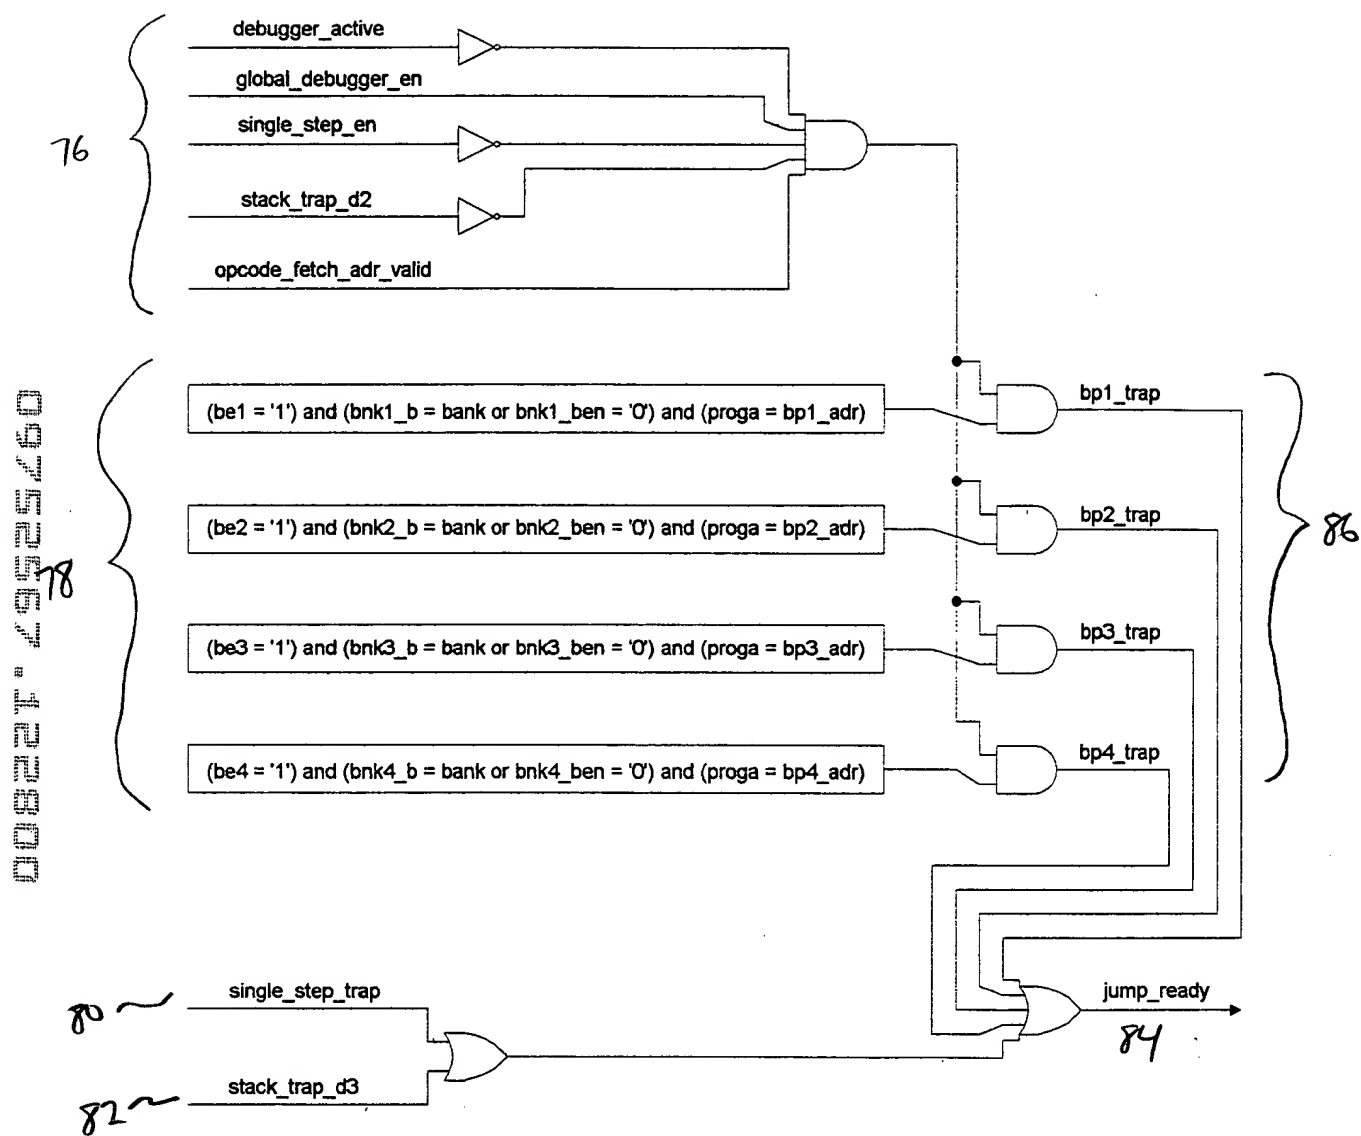 debugger_active
global_debugger_en
single_step_en
76
stack_trap_d2
opcode_fetch_adr_valid
(be1 = '1') and (bnk1_b = bank or bnk1_ben = '0') and (proga = bp1_adr)
bp1_trap
(be2 = '1') and (bnk2_b = bank or bnk2_ben = '0') and (proga = bp2_adr)
bp2_trap
86
78
09752567.122800
(be3 = '1') and (bnk3_b = bank or bnk3_ben = '0') and (proga = bp3_adr)
bp3_trap
(be4 = '1') and (bnk4_b = bank or bnk4_ben = '0') and (proga = bp4_adr)
bp4_trap
80
single_step_trap
jump_ready
84
82
stack_trap_d3